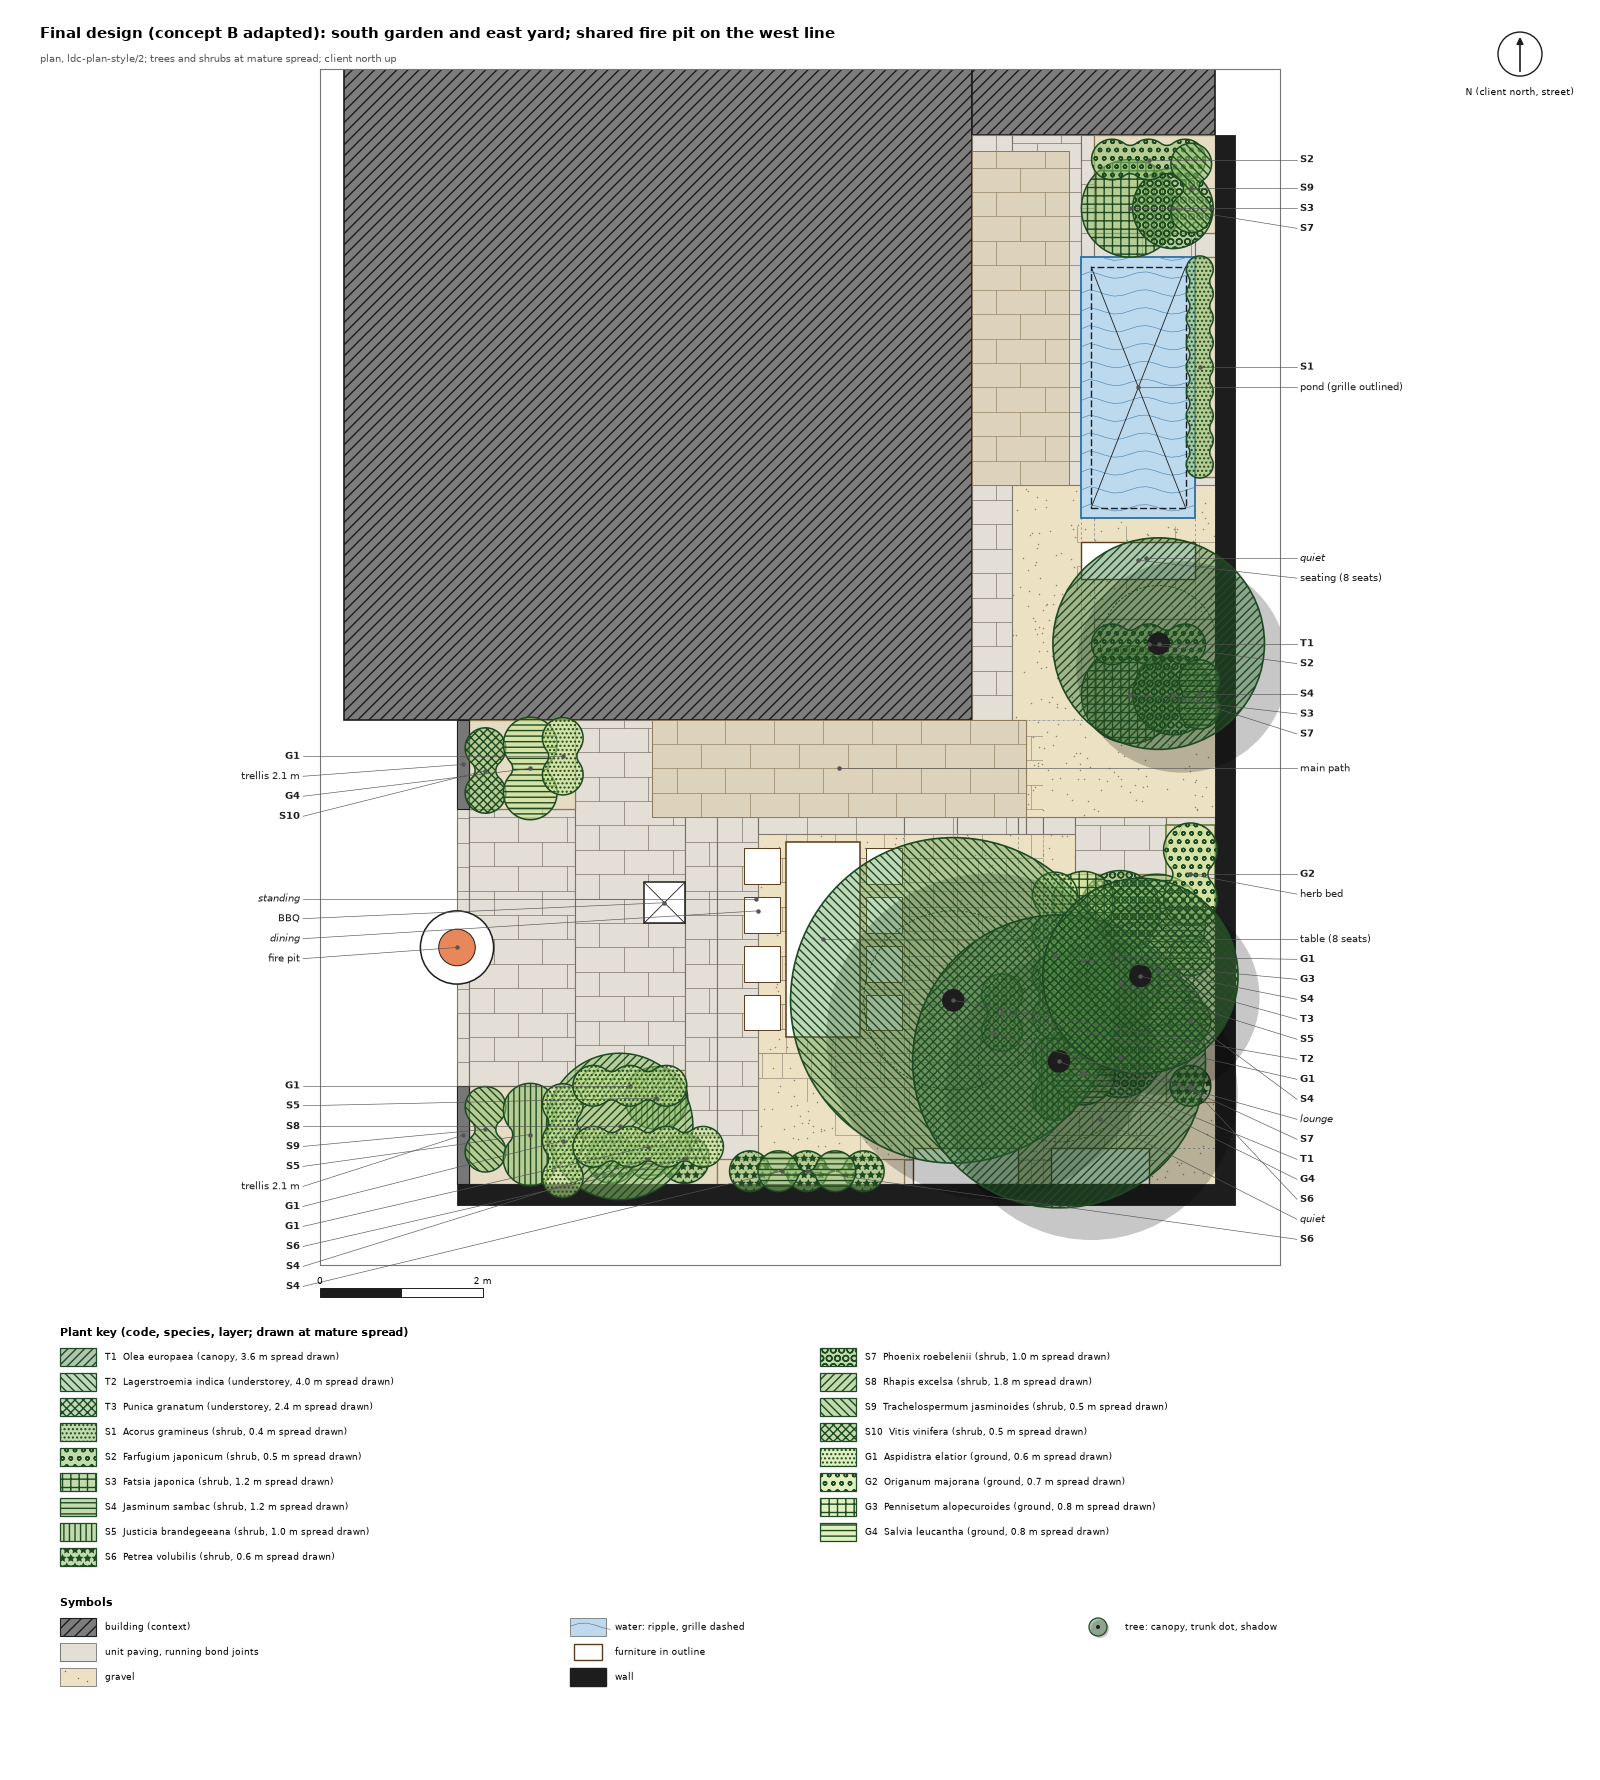 Final design (concept B adapted): south garden and east yard; shared fire pit on the west line
plan, ldc-plan-style/2; trees and shrubs at mature spread; client north up
N (client north, street)
S2
S9
S3
S7
S1
pond (grille outlined)
quiet
seating (8 seats)
T1
S2
S4
S3
S7
main path
G2
herb bed
table (8 seats)
G1
G3
S4
T3
S5
T2
G1
S4
lounge
S7
T1
G4
S6
quiet
S6
G1
trellis 2.1 m
G4
S10
standing
BBQ
dining
fire pit
G1
S5
S8
S9
S5
trellis 2.1 m
G1
G1
S6
S4
S4
0
2 m
Plant key (code, species, layer; drawn at mature spread)
T1 Olea europaea (canopy, 3.6 m spread drawn)
T2 Lagerstroemia indica (understorey, 4.0 m spread drawn)
T3 Punica granatum (understorey, 2.4 m spread drawn)
S1 Acorus gramineus (shrub, 0.4 m spread drawn)
S2 Farfugium japonicum (shrub, 0.5 m spread drawn)
S3 Fatsia japonica (shrub, 1.2 m spread drawn)
S4 Jasminum sambac (shrub, 1.2 m spread drawn)
S5 Justicia brandegeeana (shrub, 1.0 m spread drawn)
S6 Petrea volubilis (shrub, 0.6 m spread drawn)
S7 Phoenix roebelenii (shrub, 1.0 m spread drawn)
S8 Rhapis excelsa (shrub, 1.8 m spread drawn)
S9 Trachelospermum jasminoides (shrub, 0.5 m spread drawn)
S10 Vitis vinifera (shrub, 0.5 m spread drawn)
G1 Aspidistra elatior (ground, 0.6 m spread drawn)
G2 Origanum majorana (ground, 0.7 m spread drawn)
G3 Pennisetum alopecuroides (ground, 0.8 m spread drawn)
G4 Salvia leucantha (ground, 0.8 m spread drawn)
Symbols
building (context)
unit paving, running bond joints
gravel
water: ripple, grille dashed
furniture in outline
wall
tree: canopy, trunk dot, shadow